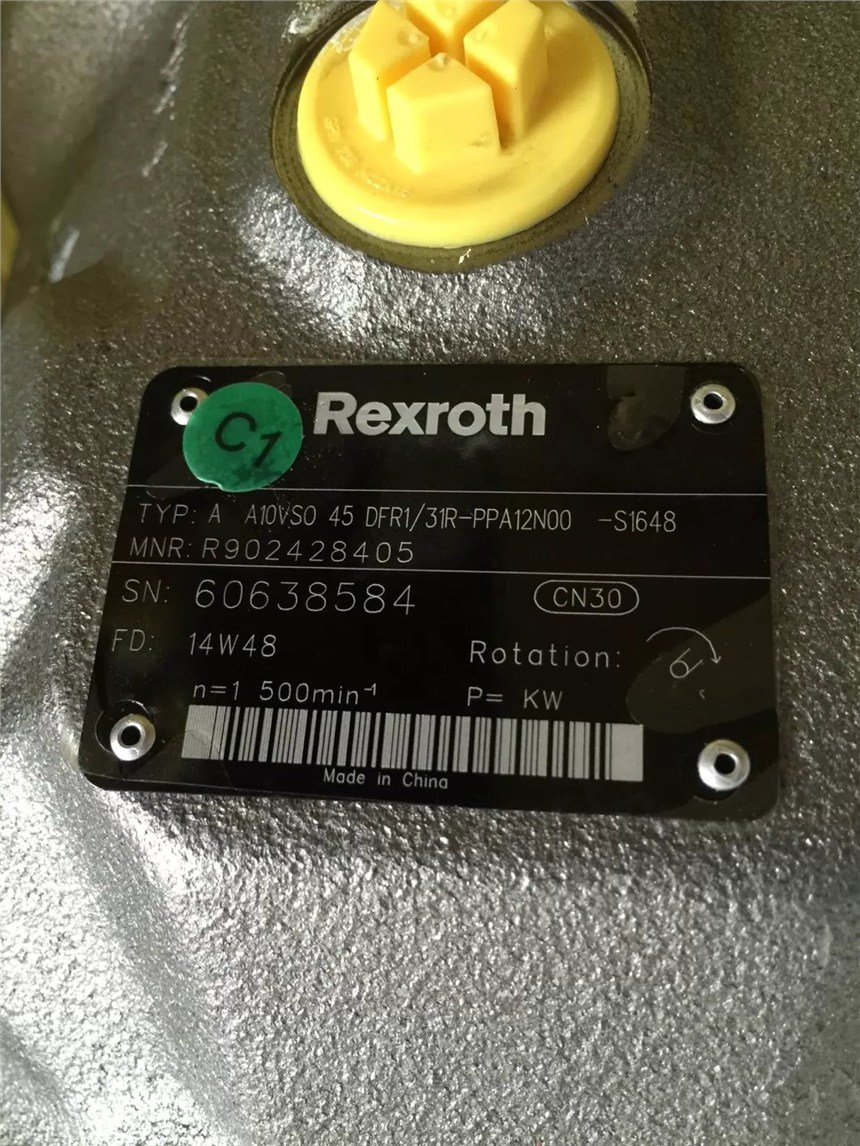 C1
Rexroth
TYP: A A10VSO 45 DFR1/31R-PPA12N00 -S1648
MNR: R902428405
SN: 60638584 CN30
FD: 14W48
Rotation:
n=1 500min⁻¹ P= KW
Made in China